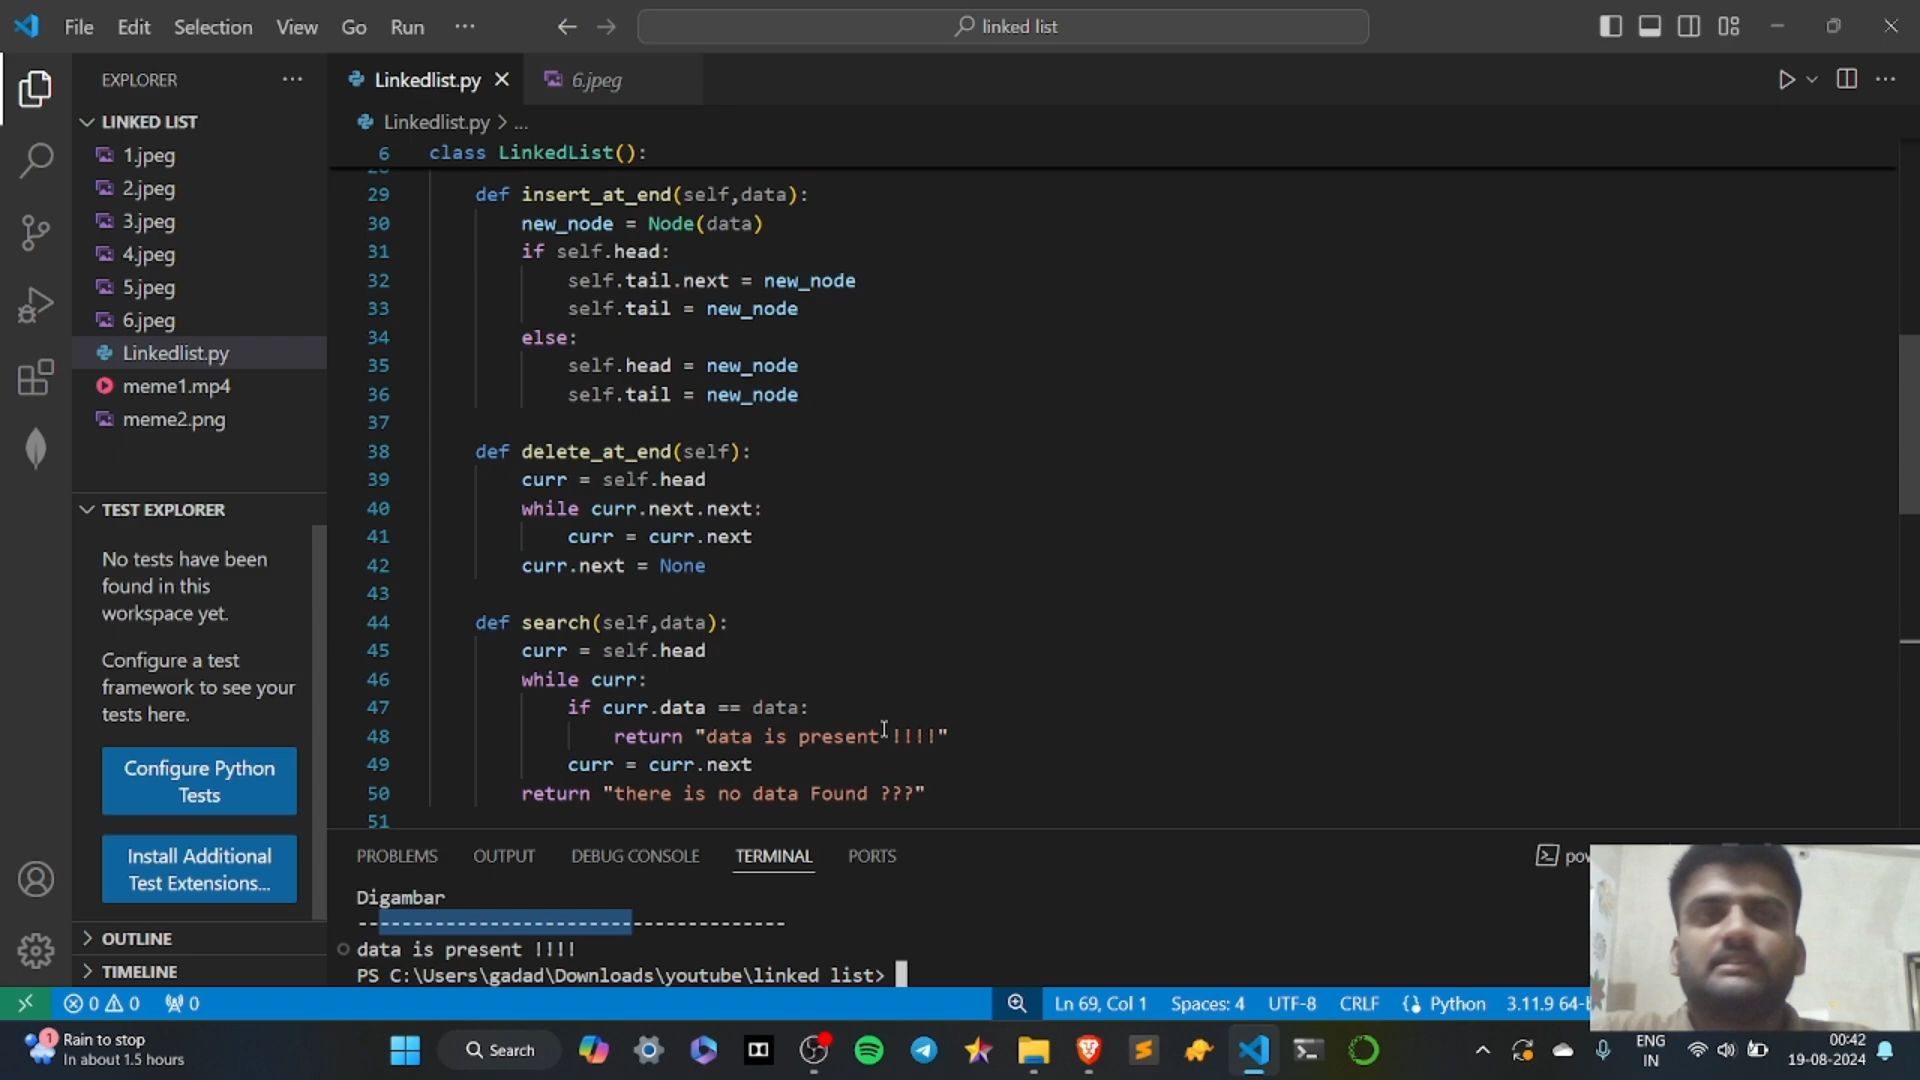 File Edit Selection View Go Run ··· linked list
EXPLORER ···
LINKED LIST
1.jpeg
2.jpeg
3.jpeg
4.jpeg
5.jpeg
6.jpeg
Linkedlist.py
meme1.mp4
meme2.png
TEST EXPLORER
No tests have been
found in this
workspace yet.
Configure a test
framework to see your
tests here.
Configure Python
Tests
Install Additional
Test Extensions...
OUTLINE
TIMELINE
Linkedlist.py 6.jpeg
Linkedlist.py > ...
6 class LinkedList():
29 def insert_at_end(self,data):
30 new_node = Node(data)
31 if self.head:
32 self.tail.next = new_node
33 self.tail = new_node
34 else:
35 self.head = new_node
36 self.tail = new_node
37
38 def delete_at_end(self):
39 curr = self.head
40 while curr.next.next:
41 curr = curr.next
42 curr.next = None
43
44 def search(self,data):
45 curr = self.head
46 while curr:
47 if curr.data == data:
48 return "data is present !!!!"
49 curr = curr.next
50 return "there is no data Found ???"
51
PROBLEMS OUTPUT DEBUG CONSOLE TERMINAL PORTS
Digambar
-------------------------------------
data is present !!!!
PS C:\Users\gadad\Downloads\youtube\linked list>
0 0 0 Ln 69, Col 1 Spaces: 4 UTF-8 CRLF Python 3.11.9 64-b
1 Rain to stop
In about 1.5 hours
Search
ENG
IN
00:42
19-08-2024